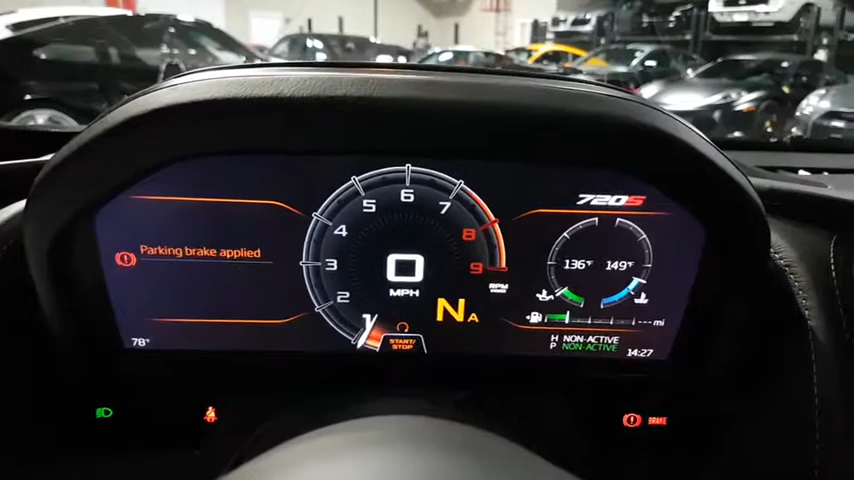 720S
Parking brake applied
1
2
3
4
5
6
7
8
9
RPM
0
MPH
NA
START/
STOP
136°F
149°F
---mi
H NON-ACTIVE
P NON-ACTIVE
78°
14:27
BRAKE